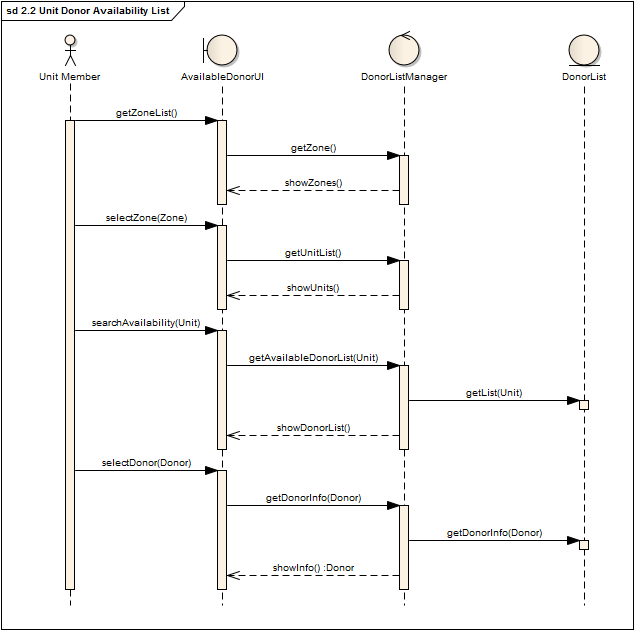 sd 2.2 Unit Donor Availability List
Unit Member
AvailableDonorUI
DonorListManager
DonorList
getZoneList()
getZone()
showZones()
selectZone(Zone)
getUnitList()
showUnits()
searchAvailability(Unit)
getAvailableDonorList(Unit)
getList(Unit)
showDonorList()
selectDonor(Donor)
getDonorInfo(Donor)
getDonorInfo(Donor)
showInfo() :Donor